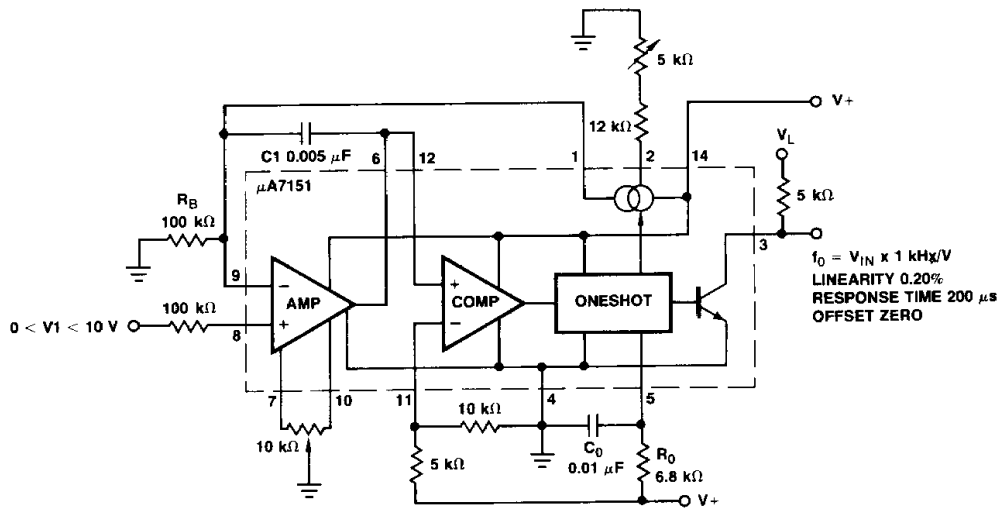 5 kΩ
V+
12 kΩ
V_L
C1 0.005 μF
6
12
1
2
14
μA7151
5 kΩ
R_B
100 kΩ
3
f₀ = V_IN x 1 kHz/V
LINEARITY 0.20%
RESPONSE TIME 200 μs
OFFSET ZERO
9
−
AMP
+
COMP
−
ONESHOT
0 < V1 < 10 V
100 kΩ
8
+
7
10
11
4
5
10 kΩ
10 kΩ
5 kΩ
C₀
0.01 μF
R₀
6.8 kΩ
V+